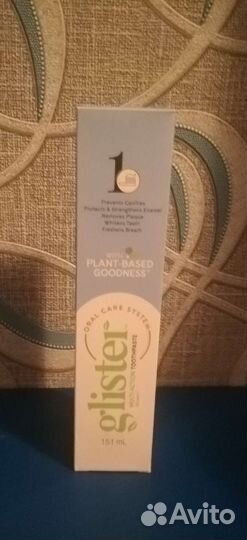 1
Prevents Cavities
Protects & Strengthens Enamel
Removes Plaque
Whitens Teeth
Freshens Breath
WITH
PLANT-BASED
GOODNESS
ORAL CARE SYSTEM
glister
MULTI-ACTION TOOTHPASTE
151 mL
Avito